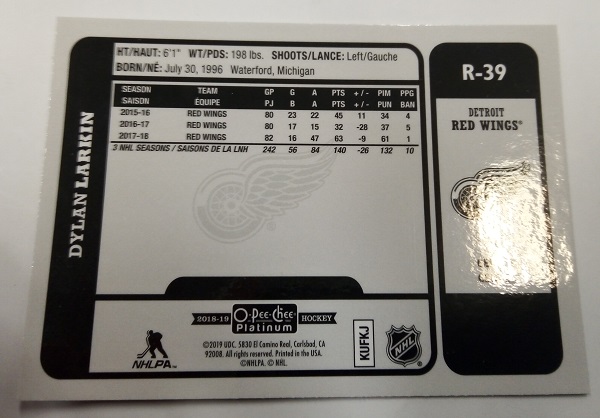 HT/HAUT: 6'1" WT/PDS: 198 lbs. SHOOTS/LANCE: Left/Gauche
BORN/NÉ: July 30, 1996 Waterford, Michigan
SEASON TEAM GP G A PTS + / - PIM PPG
SAISON ÉQUIPE PJ B A PTS + / - PUN BAN
2015-16 RED WINGS 80 23 22 45 11 34 4
2016-17 RED WINGS 80 17 15 32 -28 37 5
2017-18 RED WINGS 82 16 47 63 -9 61 1
3 NHL SEASONS / SAISONS DE LA LNH 242 56 84 140 -26 132 10
DYLAN LARKIN
R-39
DETROIT
RED WINGS®
2018-19 O-Pee-Chee Platinum HOCKEY
©2019 UDC. 5830 El Camino Real, Carlsbad, CA
92008. All rights reserved. Printed in the USA.
©NHLPA. © NHL.
NHLPA™
KUFKJ
NHL